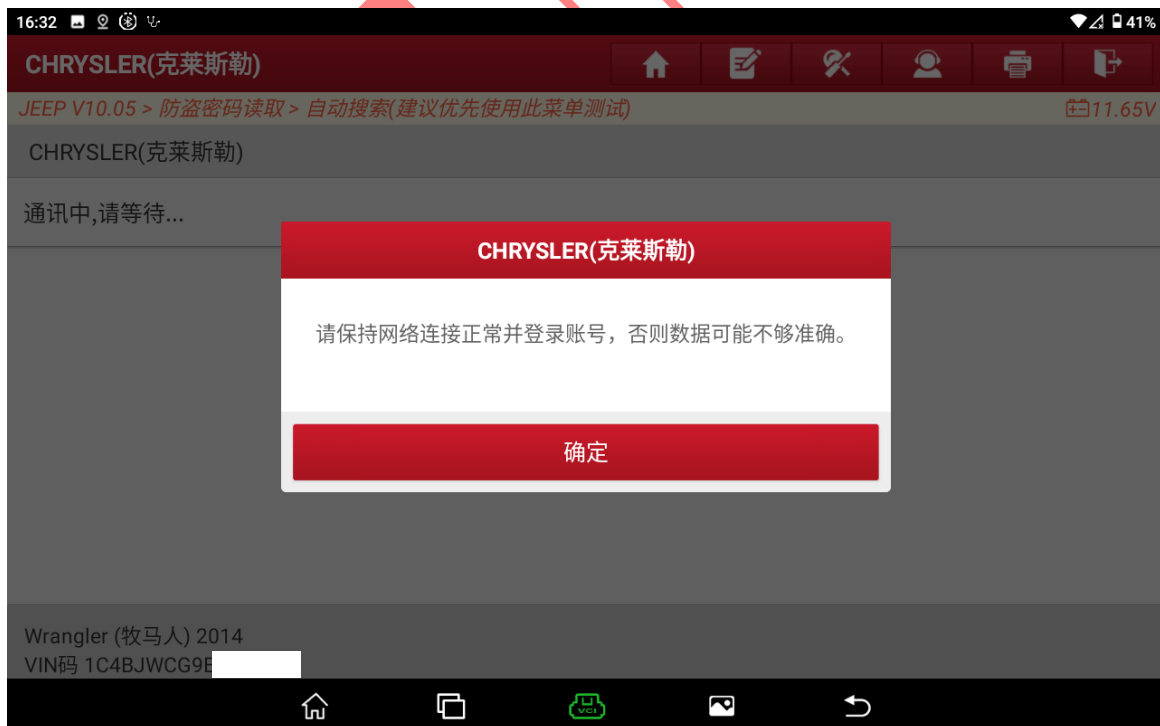 16:32
41%
CHRYSLER(克莱斯勒)
JEEP V10.05 > 防盗密码读取 > 自动搜索(建议优先使用此菜单测试)
11.65V
CHRYSLER(克莱斯勒)
通讯中,请等待...
CHRYSLER(克莱斯勒)
请保持网络连接正常并登录账号，否则数据可能不够准确。
确定
Wrangler (牧马人) 2014
VIN码 1C4BJWCG9E
VCI